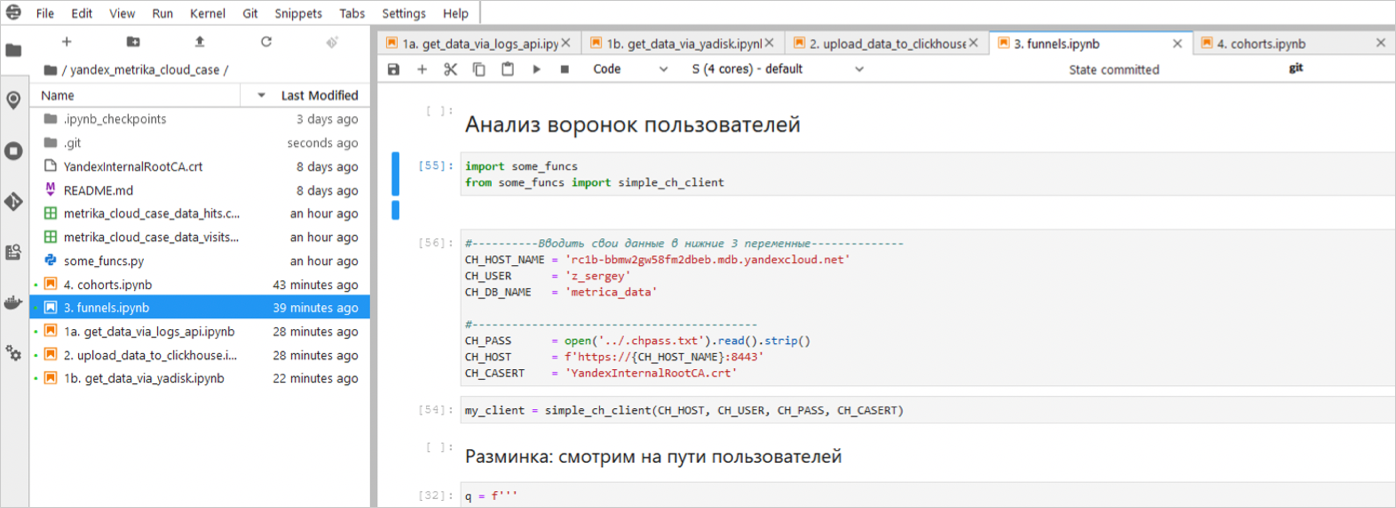 File Edit View Run Kernel Git Snippets Tabs Settings Help
/ yandex_metrika_cloud_case /
Name Last Modified
.ipynb_checkpoints 3 days ago
.git seconds ago
YandexInternalRootCA.crt 8 days ago
README.md 8 days ago
metrika_cloud_case_data_hits.c... an hour ago
metrika_cloud_case_data_visits... an hour ago
some_funcs.py an hour ago
4. cohorts.ipynb 43 minutes ago
3. funnels.ipynb 39 minutes ago
1a. get_data_via_logs_api.ipynb 28 minutes ago
2. upload_data_to_clickhouse.i... 28 minutes ago
1b. get_data_via_yadisk.ipynb 22 minutes ago
1a. get_data_via_logs_api.ipy 1b. get_data_via_yadisk.ipynl 2. upload_data_to_clickhouse 3. funnels.ipynb 4. cohorts.ipynb
Code S (4 cores) - default State committed git
[ ]:
Анализ воронок пользователей
[55]: import some_funcs
from some_funcs import simple_ch_client
[56]: #----------Вводить свои данные в нижние 3 переменные--------------
CH_HOST_NAME = 'rc1b-bbmw2gw58fm2dbeb.mdb.yandexcloud.net'
CH_USER = 'z_sergey'
CH_DB_NAME = 'metrica_data'
#-------------------------------------------
CH_PASS = open('../.chpass.txt').read().strip()
CH_HOST = f'https://{CH_HOST_NAME}:8443'
CH_CASERT = 'YandexInternalRootCA.crt'
[54]: my_client = simple_ch_client(CH_HOST, CH_USER, CH_PASS, CH_CASERT)
[ ]:
Разминка: смотрим на пути пользователей
[32]: q = f'''